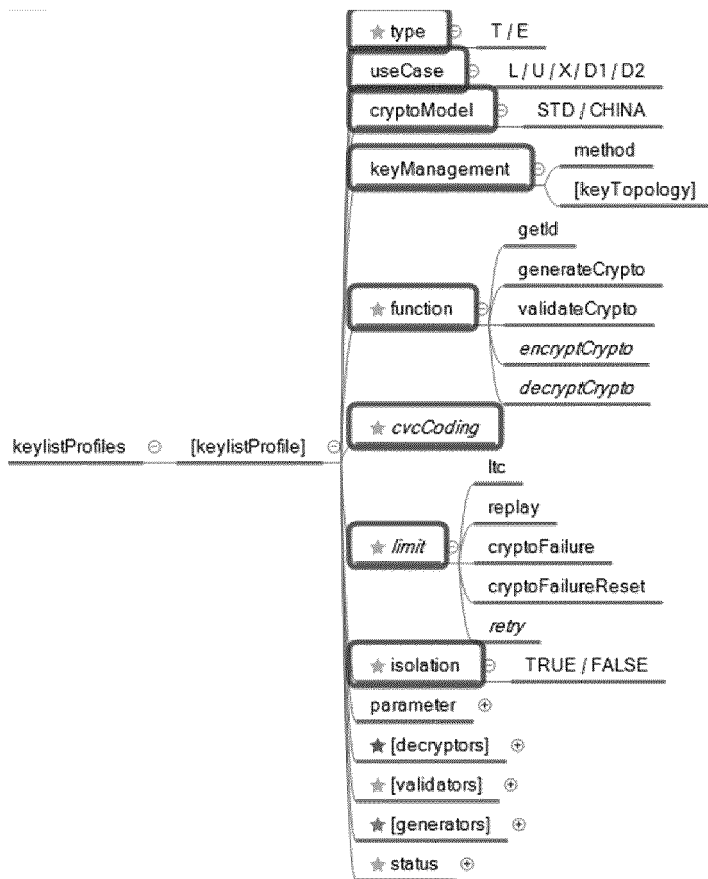 type
T / E
useCase
L / U / X / D1 / D2
cryptoModel
STD / CHINA
keyManagement
method
[keyTopology]
function
getId
generateCrypto
validateCrypto
encryptCrypto
decryptCrypto
cvcCoding
keylistProfiles
[keylistProfile]
limit
ltc
replay
cryptoFailure
cryptoFailureReset
retry
isolation
TRUE / FALSE
parameter
[decryptors]
[validators]
[generators]
status